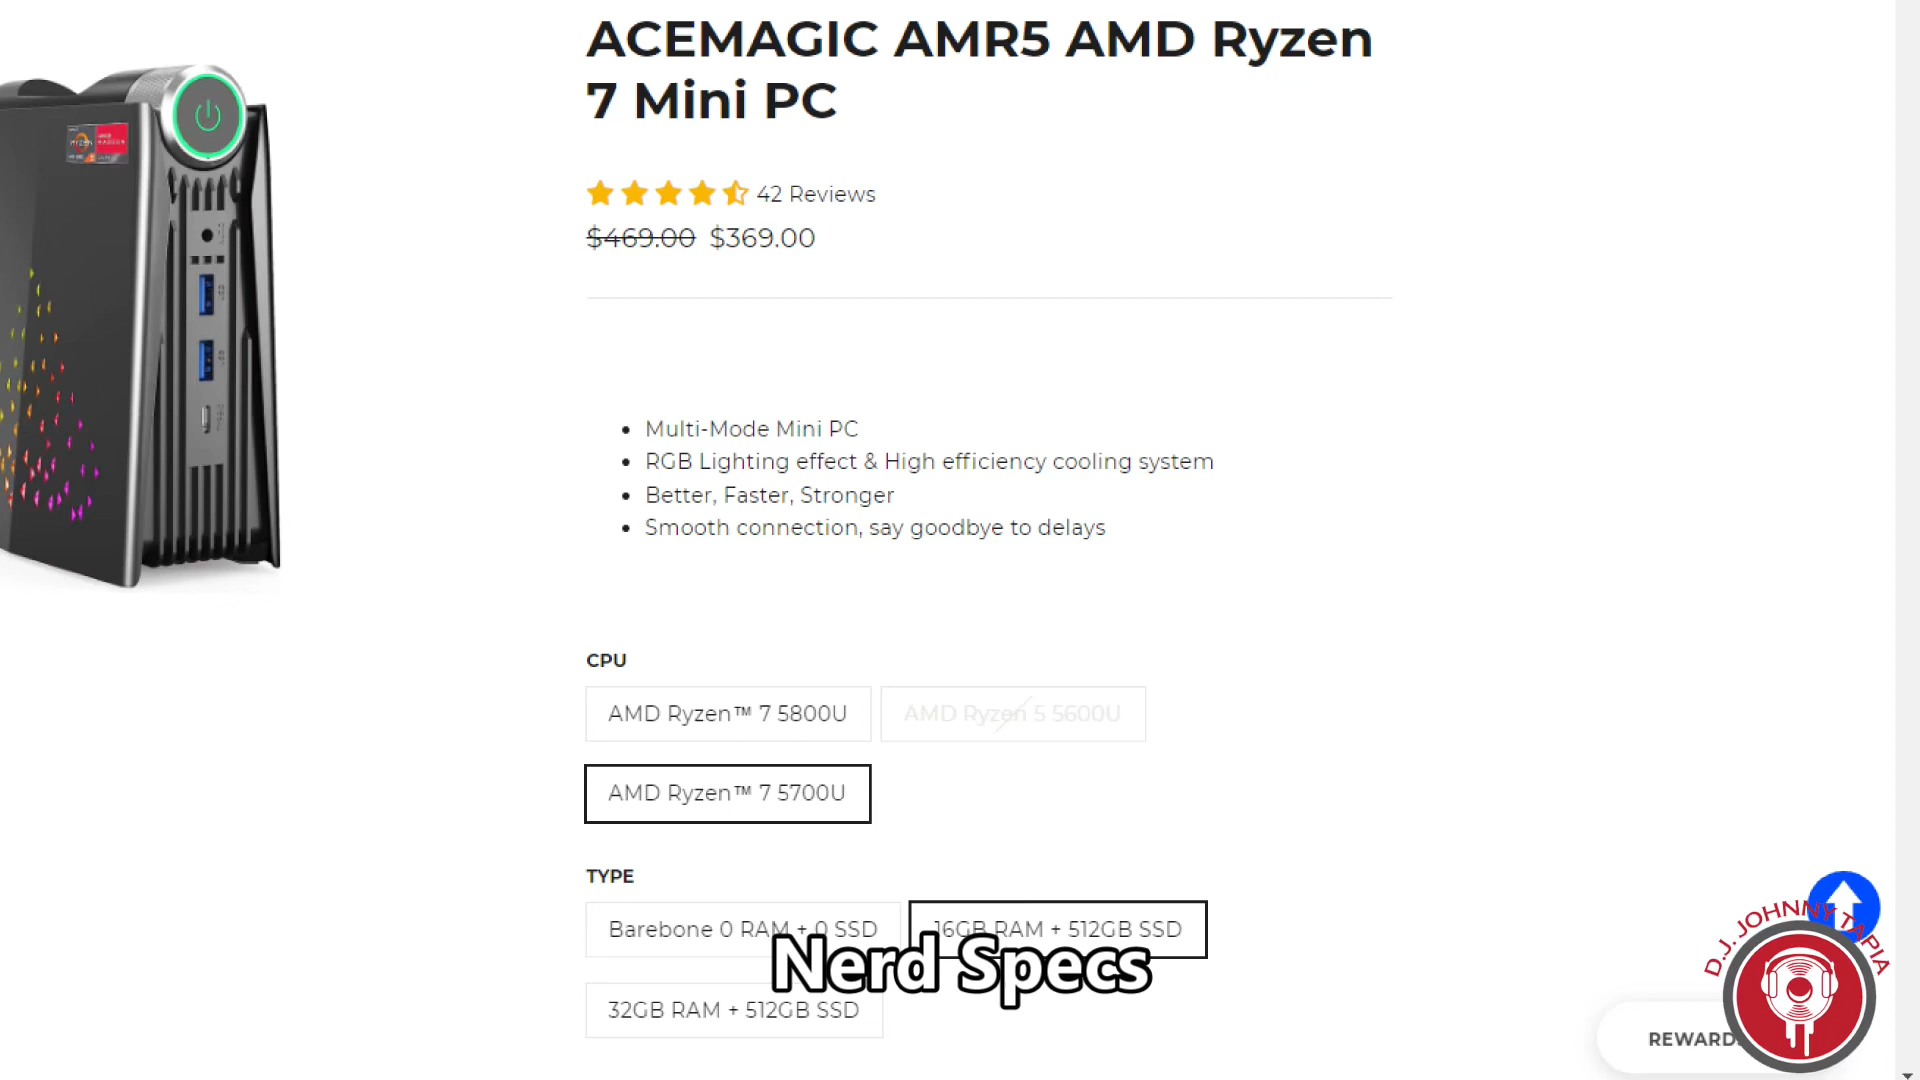 ACEMAGIC AMR5 AMD Ryzen
7 Mini PC
42 Reviews
$469.00 $369.00
Multi-Mode Mini PC
RGB Lighting effect & High efficiency cooling system
Better, Faster, Stronger
Smooth connection, say goodbye to delays
CPU
AMD Ryzen™ 7 5800U
AMD Ryzen 5 5600U
AMD Ryzen™ 7 5700U
TYPE
Barebone 0 RAM + 0 SSD
16GB RAM + 512GB SSD
Nerd Specs
32GB RAM + 512GB SSD
D.J. JOHNNY TAPIA
REWARD
RYZEN